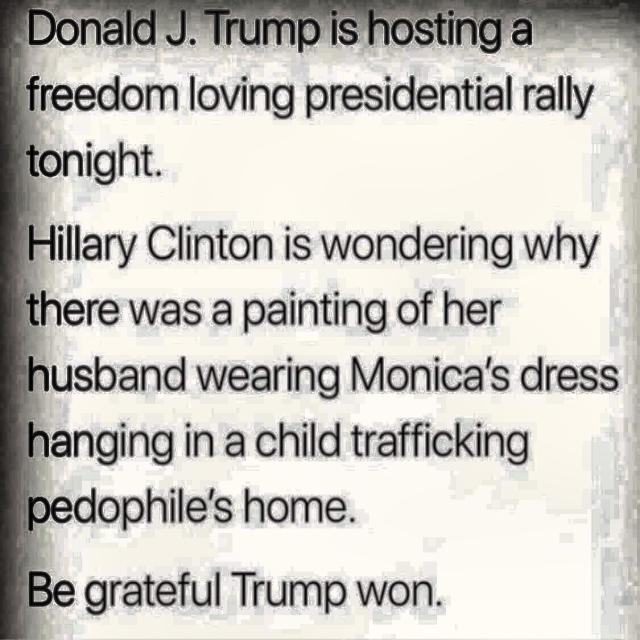 Donald J. Trump is hosting a
freedom loving presidential rally
tonight.
Hillary Clinton is wondering why
there was a painting of her
husband wearing Monica's dress
hanging in a child trafficking
pedophile's home.
Be grateful Trump won.